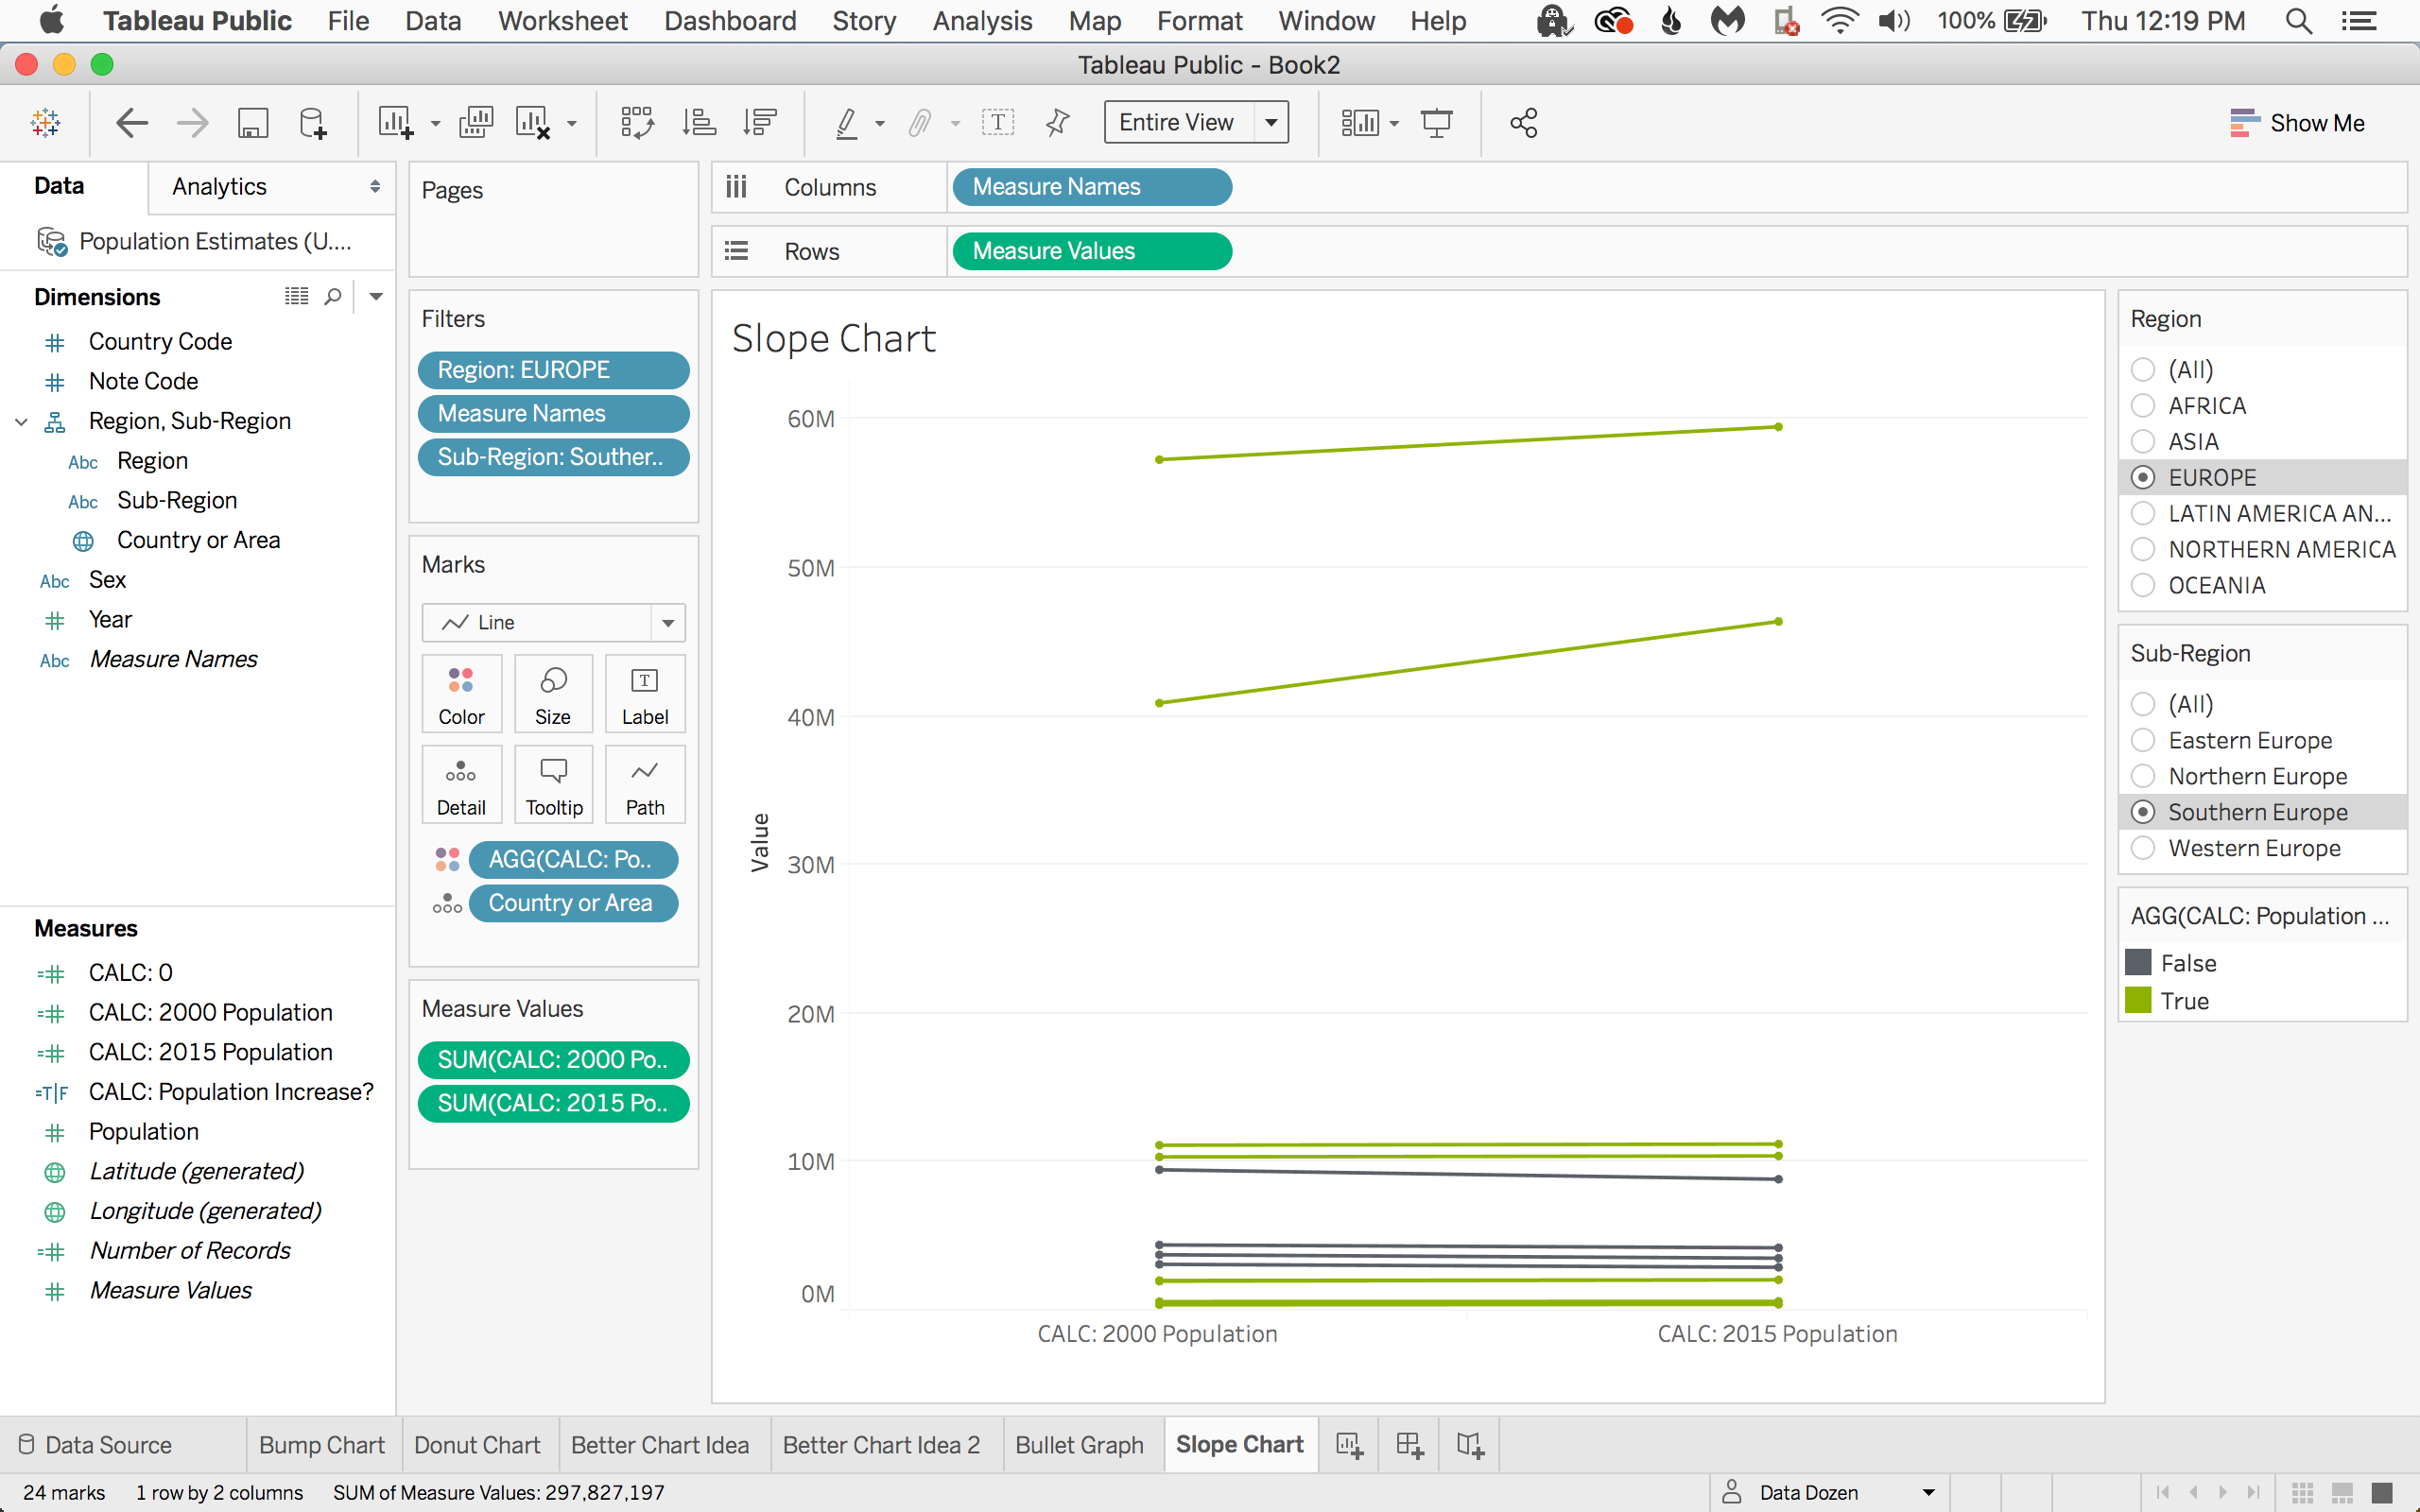 Tableau Public File Data Worksheet Dashboard Story Analysis Map Format Window Help 100% Thu 12:19 PM
Tableau Public - Book2
Entire View
Show Me
Data Analytics
Population Estimates (U....
Dimensions
Country Code
Note Code
Region, Sub-Region
Abc Region
Abc Sub-Region
Country or Area
Abc Sex
Year
Abc Measure Names
Measures
CALC: 0
CALC: 2000 Population
CALC: 2015 Population
=T|F CALC: Population Increase?
Population
Latitude (generated)
Longitude (generated)
Number of Records
Measure Values
Pages
Filters
Region: EUROPE
Measure Names
Sub-Region: Souther..
Marks
Line
Color Size Label
Detail Tooltip Path
AGG(CALC: Po..
Country or Area
Measure Values
SUM(CALC: 2000 Po..
SUM(CALC: 2015 Po..
Columns Measure Names
Rows Measure Values
Slope Chart
60M
50M
40M
30M
20M
10M
0M
Value
CALC: 2000 Population CALC: 2015 Population
Region
(All)
AFRICA
ASIA
EUROPE
LATIN AMERICA AN...
NORTHERN AMERICA
OCEANIA
Sub-Region
(All)
Eastern Europe
Northern Europe
Southern Europe
Western Europe
AGG(CALC: Population ...
False
True
Data Source Bump Chart Donut Chart Better Chart Idea Better Chart Idea 2 Bullet Graph Slope Chart
24 marks 1 row by 2 columns SUM of Measure Values: 297,827,197 Data Dozen